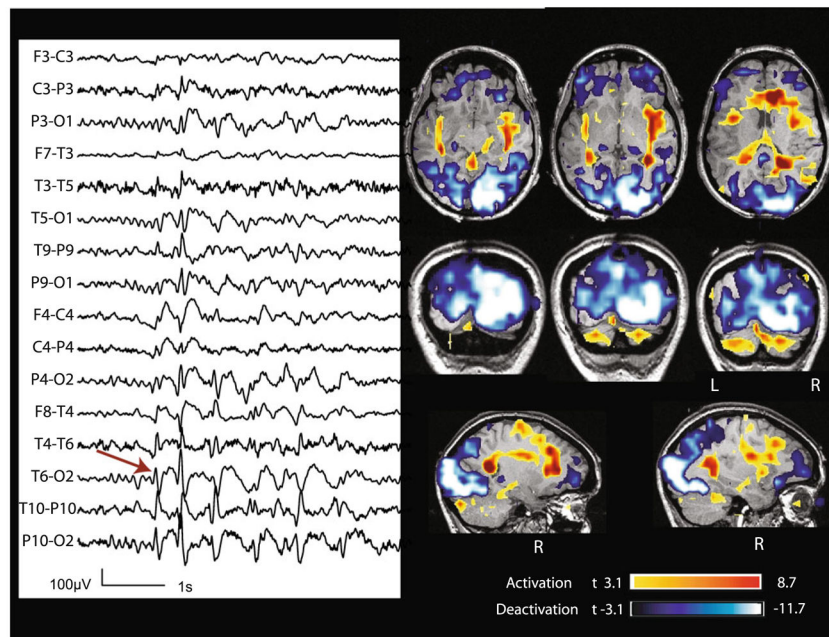 F3-C3
C3-P3
P3-O1
F7-T3
T3-T5
T5-O1
T9-P9
P9-O1
F4-C4
C4-P4
P4-O2
F8-T4
T4-T6
T6-O2
T10-P10
P10-O2
100µV 1s
L R
R R
Activation t 3.1 8.7
Deactivation t -3.1 -11.7